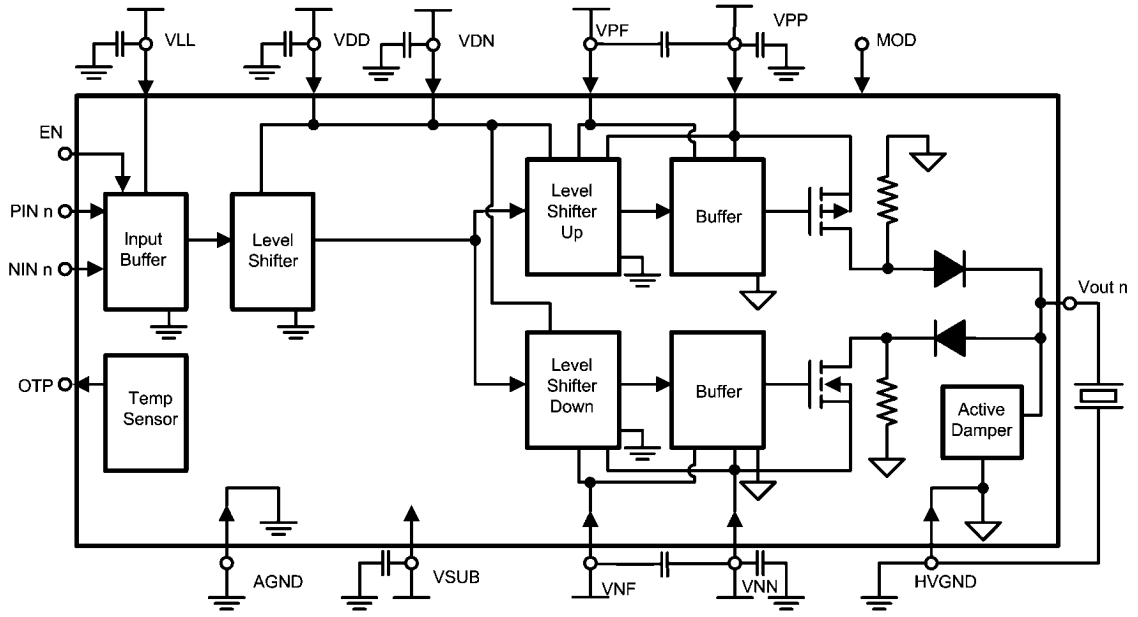 VLL
VDD
VDN
VPF
VPP
MOD
EN
PIN n
NIN n
OTP
Input
Buffer
Level
Shifter
Level
Shifter
Up
Buffer
Level
Shifter
Down
Buffer
Temp
Sensor
Active
Damper
Vout n
AGND
VSUB
VNF
VNN
HVGND